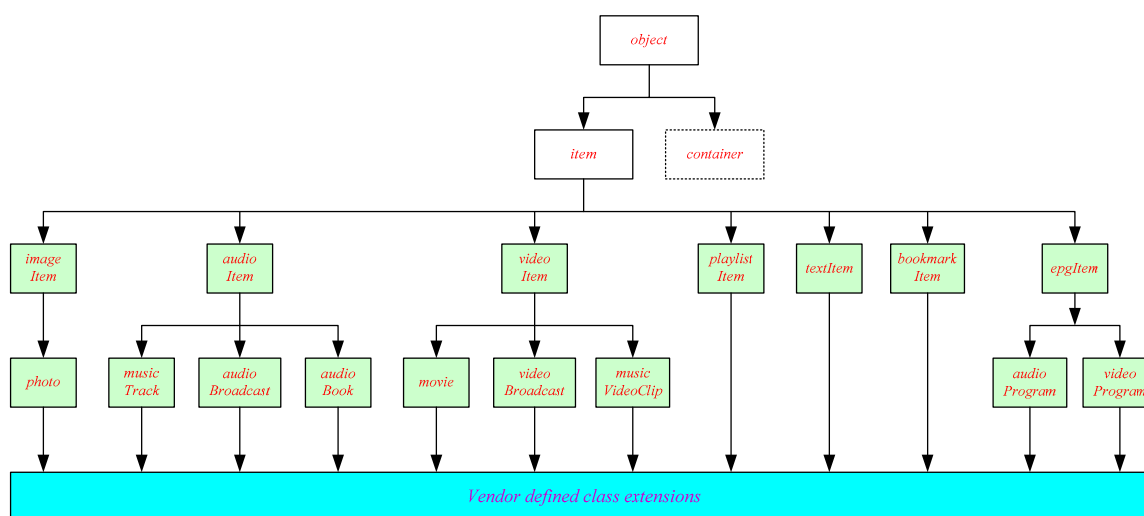 object
item
container
image
Item
audio
Item
video
Item
playlist
Item
textItem
bookmark
Item
epgItem
photo
music
Track
audio
Broadcast
audio
Book
movie
video
Broadcast
music
VideoClip
audio
Program
video
Program
Vendor defined class extensions